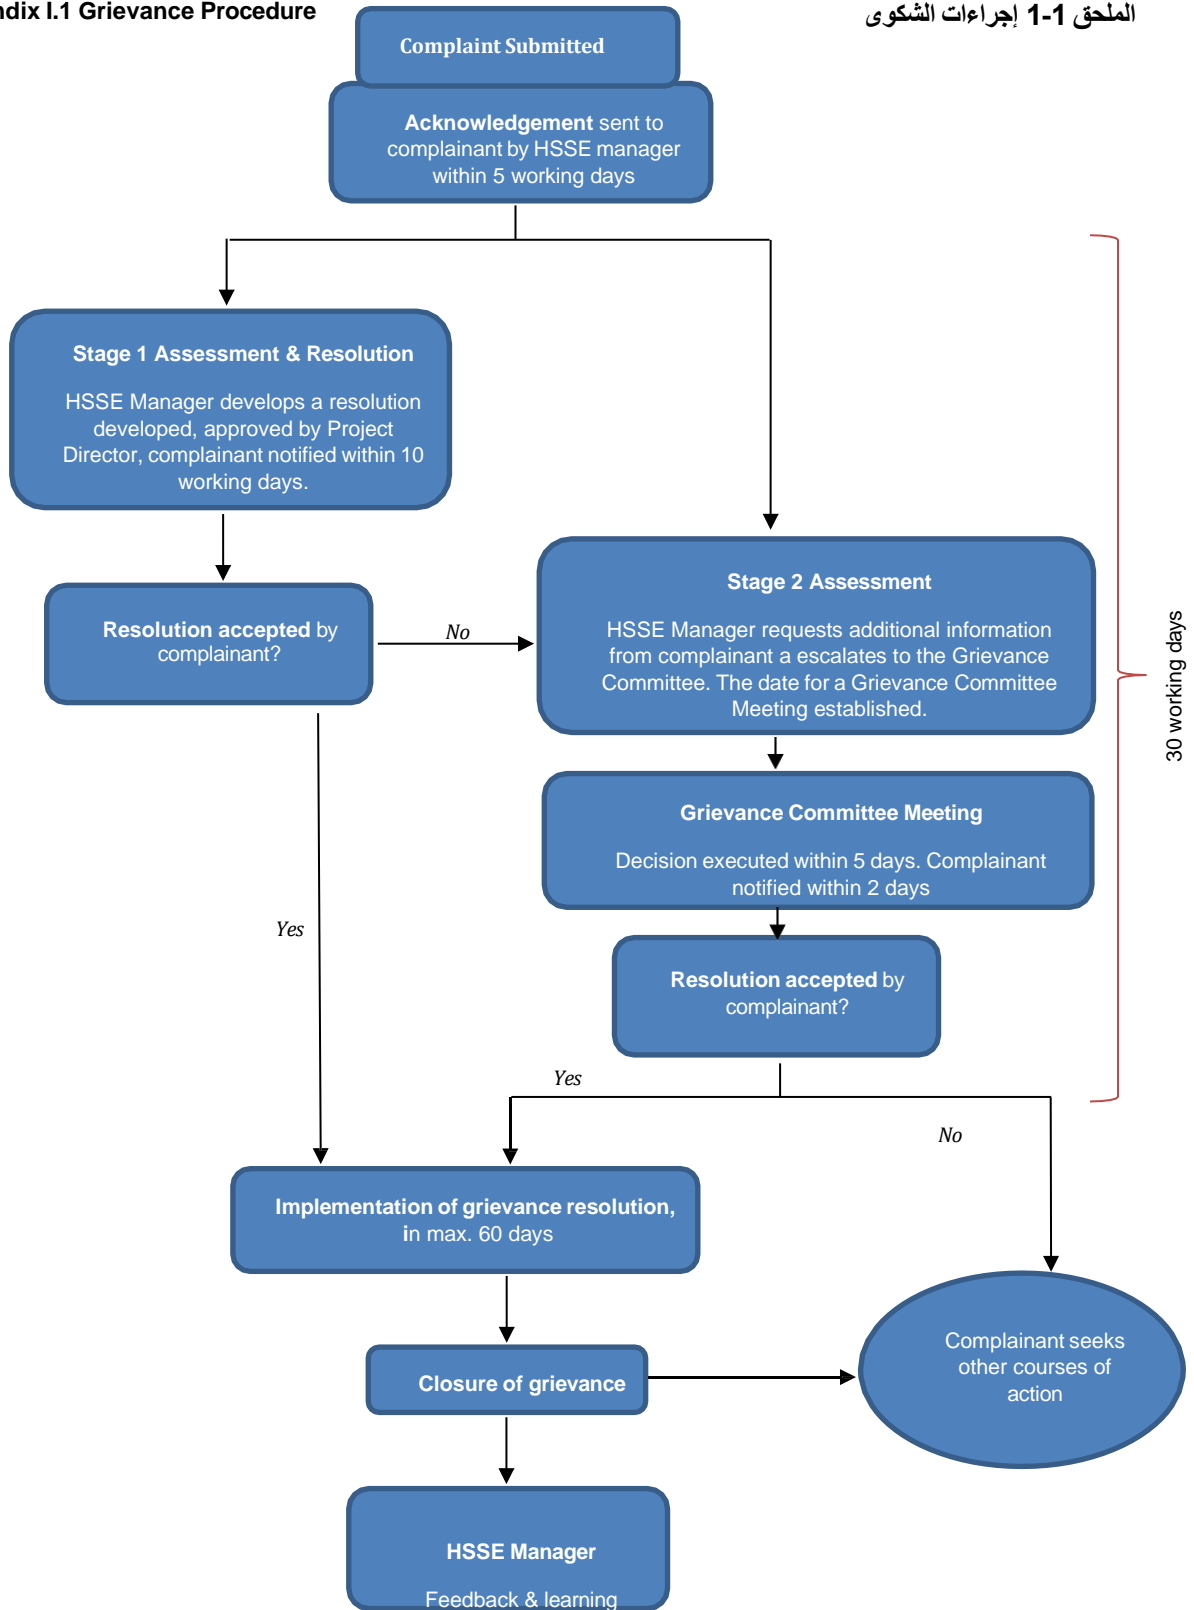 ndix I.1 Grievance Procedure
الملحق 1-1 إجراءات الشكوى
Complaint Submitted
Acknowledgement sent to
complainant by HSSE manager
within 5 working days
Stage 1 Assessment & Resolution
HSSE Manager develops a resolution
developed, approved by Project
Director, complainant notified within 10
working days.
Resolution accepted by
complainant?
No
Stage 2 Assessment
HSSE Manager requests additional information
from complainant a escalates to the Grievance
Committee. The date for a Grievance Committee
Meeting established.
30 working days
Grievance Committee Meeting
Decision executed within 5 days. Complainant
notified within 2 days
Yes
Resolution accepted by
complainant?
Yes
No
Implementation of grievance resolution,
in max. 60 days
Complainant seeks
other courses of
action
Closure of grievance
HSSE Manager
Feedback & learning